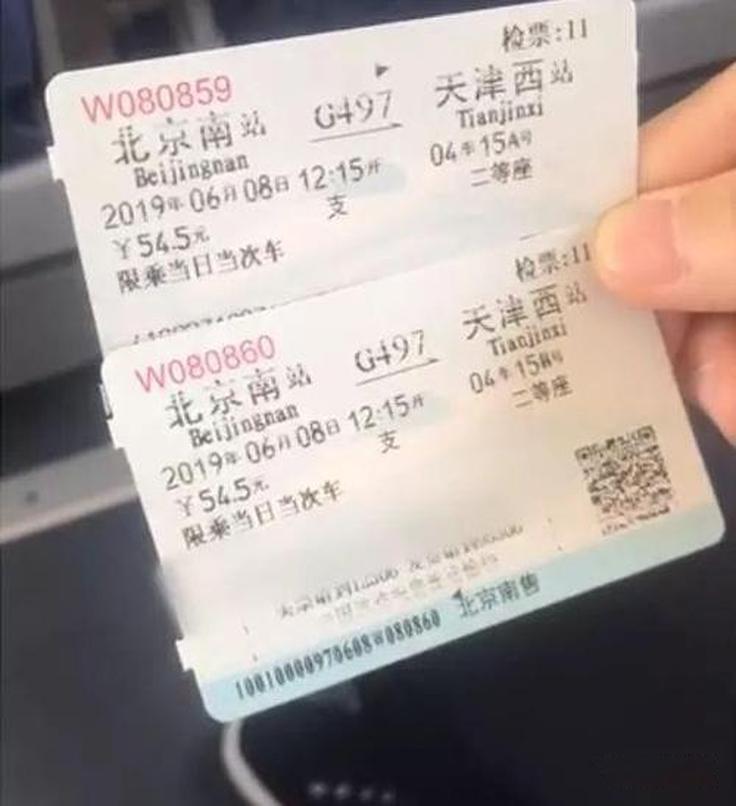 检票:11
W080859
北京南站 G497 天津西站
Beijingnan Tianjinxi
2019年06月08日 12:15开 04车15A号
¥54.5元 支 二等座
限乘当日当次车
检票:11
W080860
北京南站 G497 天津西站
Beijingnan Tianjinxi
2019年06月08日 12:15开 04车15号
¥54.5元 支 二等座
限乘当日当次车
10010000970608W080860 北京南售